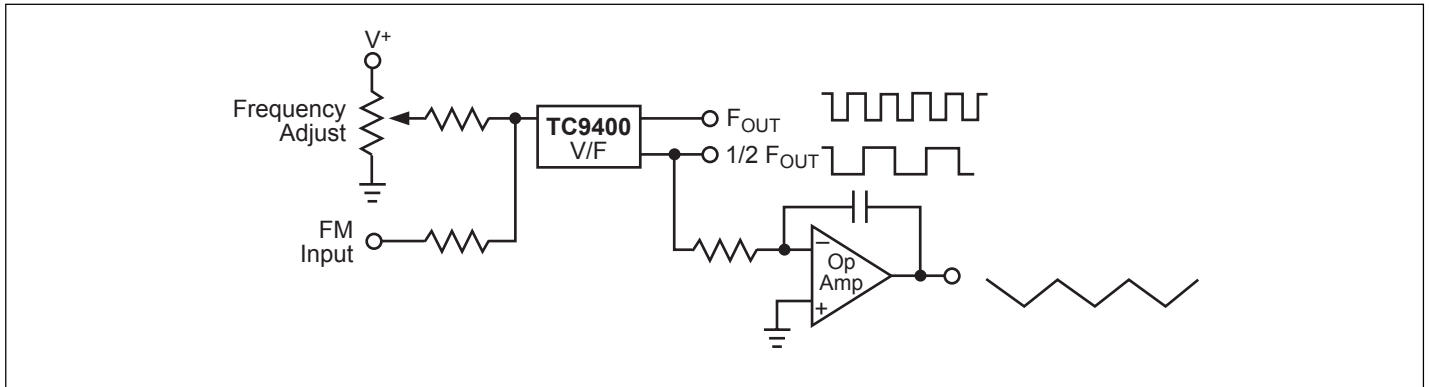 V+
Frequency
Adjust
TC9400
V/F
FOUT
1/2 FOUT
FM
Input
−
Op
Amp
+